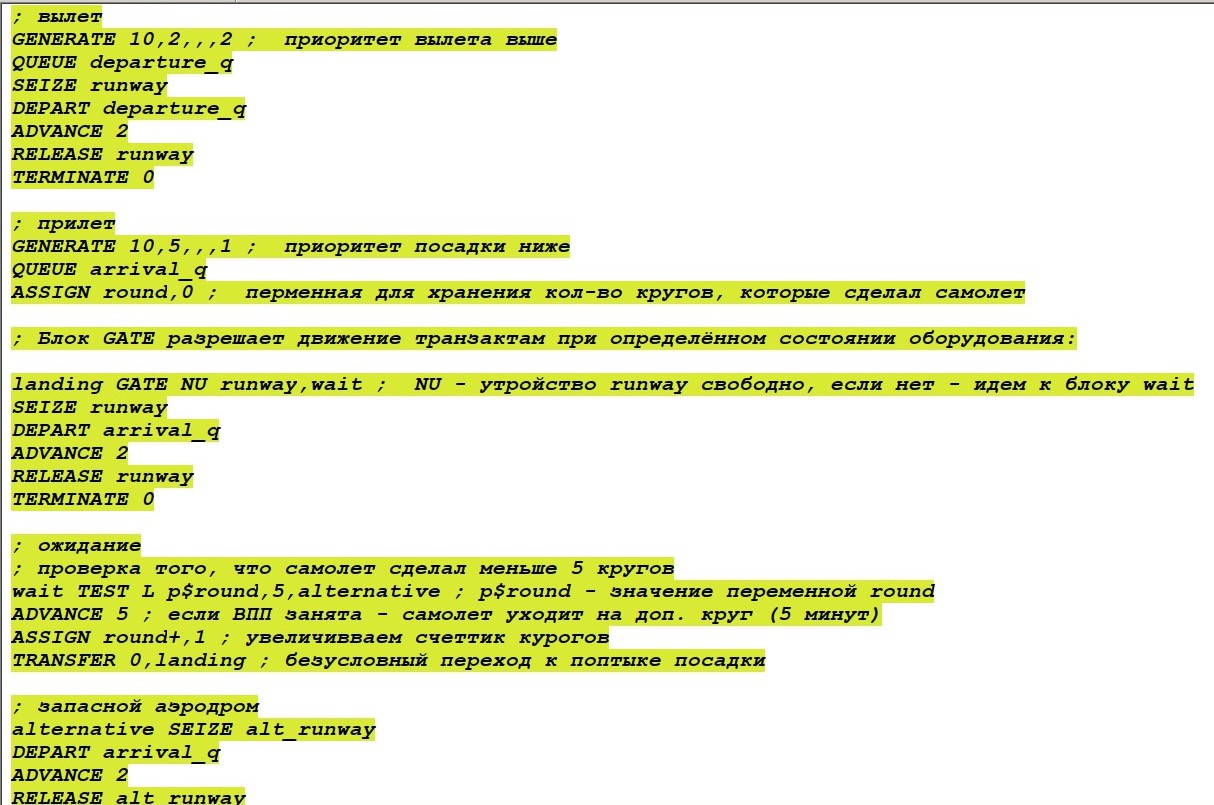 ; вылет
GENERATE 10,2,,,2 ;  приоритет вылета выше
QUEUE departure_q
SEIZE runway
DEPART departure_q
ADVANCE 2
RELEASE runway
TERMINATE 0
; прилет
GENERATE 10,5,,,1 ;  приоритет посадки ниже
QUEUE arrival_q
ASSIGN round,0 ;  перменная для хранения кол-во кругов, которые сделал самолет
; Блок GATE разрешает движение транзактам при определённом состоянии оборудования:
landing GATE NU runway,wait ;  NU - утройство runway свободно, если нет - идем к блоку wait
SEIZE runway
DEPART arrival_q
ADVANCE 2
RELEASE runway
TERMINATE 0
; ожидание
; проверка того, что самолет сделал меньше 5 кругов
wait TEST L p$round,5,alternative ; p$round - значение переменной round
ADVANCE 5 ; если ВПП занята - самолет уходит на доп. круг (5 минут)
ASSIGN round+,1 ; увеличивваем счеттик курогов
TRANSFER 0,landing ; безусловный переход к поптыке посадки
; запасной аэродром
alternative SEIZE alt_runway
DEPART arrival_q
ADVANCE 2
RELEASE alt_runway